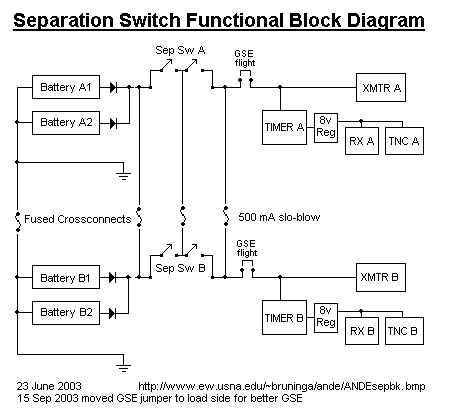 Separation Switch Functional Block Diagram
Sep Sw A
GSE
flight
Battery A1
XMTR A
Battery A2
TIMER A
8v
Reg
RX A
TNC A
Fused Crossconnects
500 mA slo-blow
GSE
flight
Sep Sw B
Battery B1
XMTR B
Battery B2
TIMER B
8v
Reg
RX B
TNC B
23 June 2003
http://www.ew.usna.edu/~bruninga/ande/ANDEsepbk.bmp
15 Sep 2003 moved GSE jumper to load side for better GSE